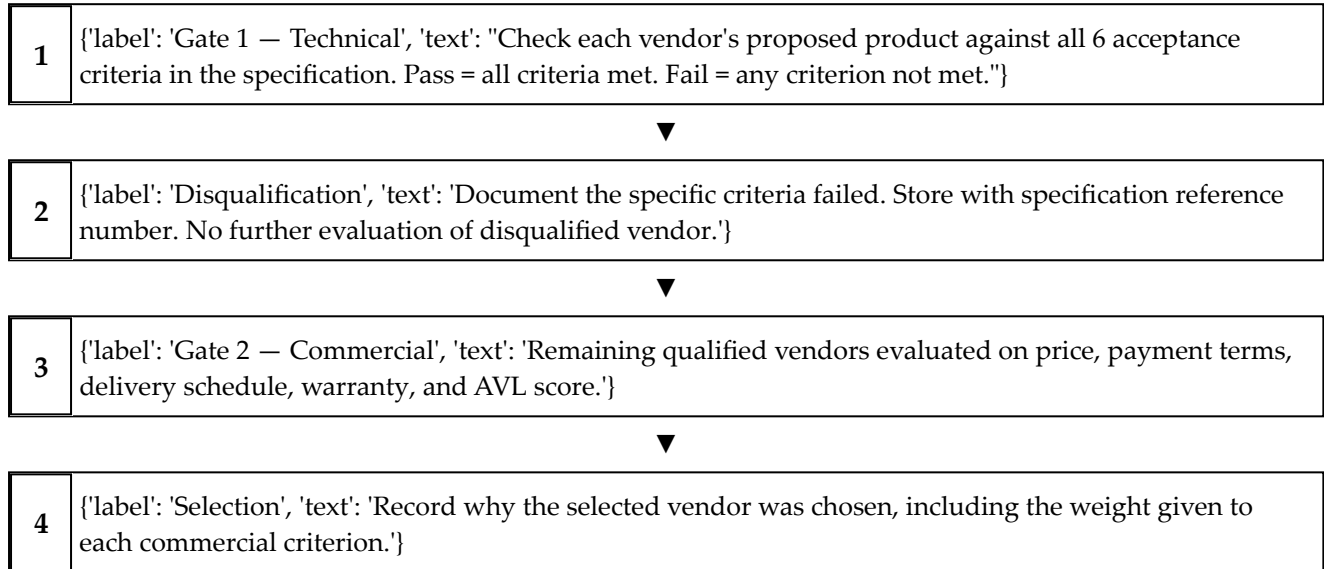 1
{'label': 'Gate 1 — Technical', 'text': "Check each vendor's proposed product against all 6 acceptance
criteria in the specification. Pass = all criteria met. Fail = any criterion not met."}
▼
2
{'label': 'Disqualification', 'text': 'Document the specific criteria failed. Store with specification reference
number. No further evaluation of disqualified vendor.'}
▼
3
{'label': 'Gate 2 — Commercial', 'text': 'Remaining qualified vendors evaluated on price, payment terms,
delivery schedule, warranty, and AVL score.'}
▼
4
{'label': 'Selection', 'text': 'Record why the selected vendor was chosen, including the weight given to
each commercial criterion.'}